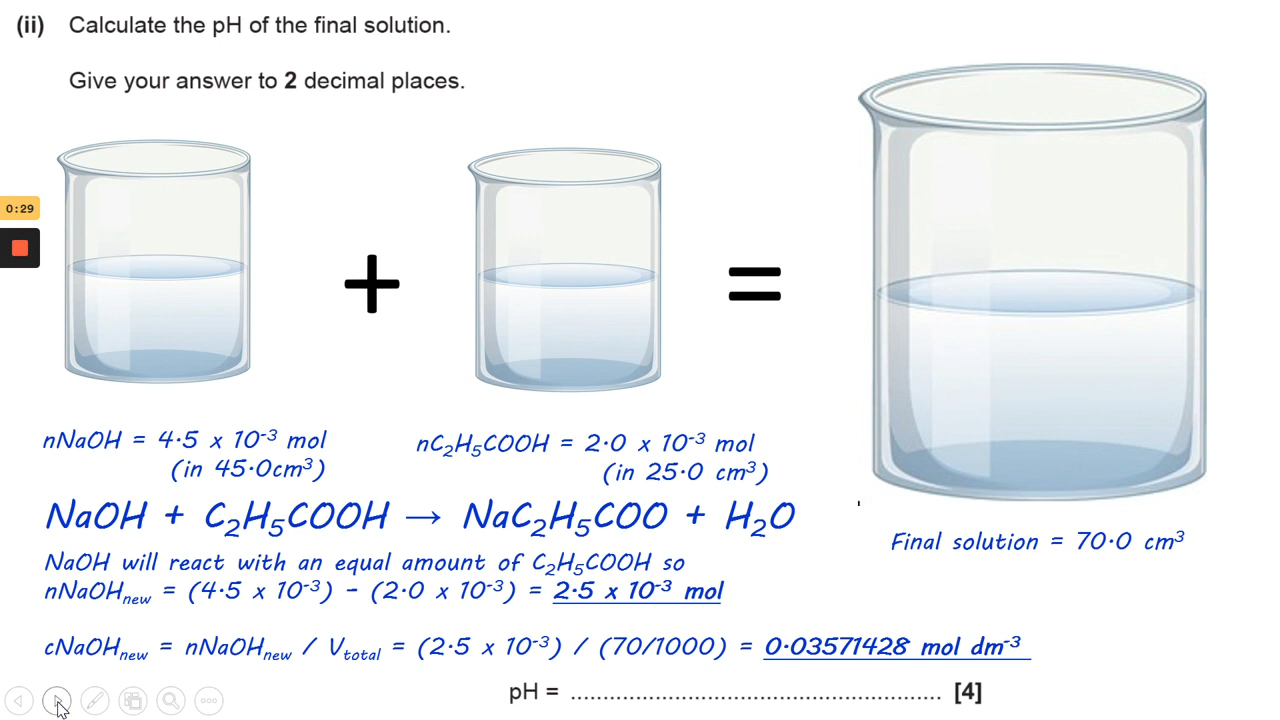 (ii) Calculate the pH of the final solution.
Give your answer to 2 decimal places.
0:29
+
=
nNaOH = 4·5 x 10⁻³ mol
(in 45·0cm³)
nC₂H₅COOH = 2·0 x 10⁻³ mol
(in 25·0 cm³)
NaOH + C₂H₅COOH → NaC₂H₅COO + H₂O
Final solution = 70·0 cm³
NaOH will react with an equal amount of C₂H₅COOH so
nNaOHnew = (4·5 x 10⁻³) - (2·0 x 10⁻³) = 2·5 x 10⁻³ mol
cNaOHnew = nNaOHnew / Vtotal = (2·5 x 10⁻³) / (70/1000) = 0·03571428 mol dm⁻³
pH = ........................................................ [4]